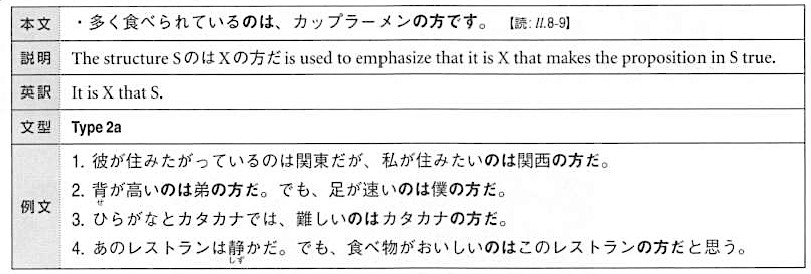 本文 ・多く食べられているのは、カップラーメンの方です。 【読:ll.8-9】
説明 The structure SのはXの方だ is used to emphasize that it is X that makes the proposition in S true.
英訳 It is X that S.
文型 Type 2a
例文 1. 彼が住みたがっているのは関東だが、私が住みたいのは関西の方だ。
2. 背が高いのは弟の方だ。でも、足が速いのは僕の方だ。
せ
3. ひらがなとカタカナでは、難しいのはカタカナの方だ。
4. あのレストランは静かだ。でも、食べ物がおいしいのはこのレストランの方だと思う。
しず